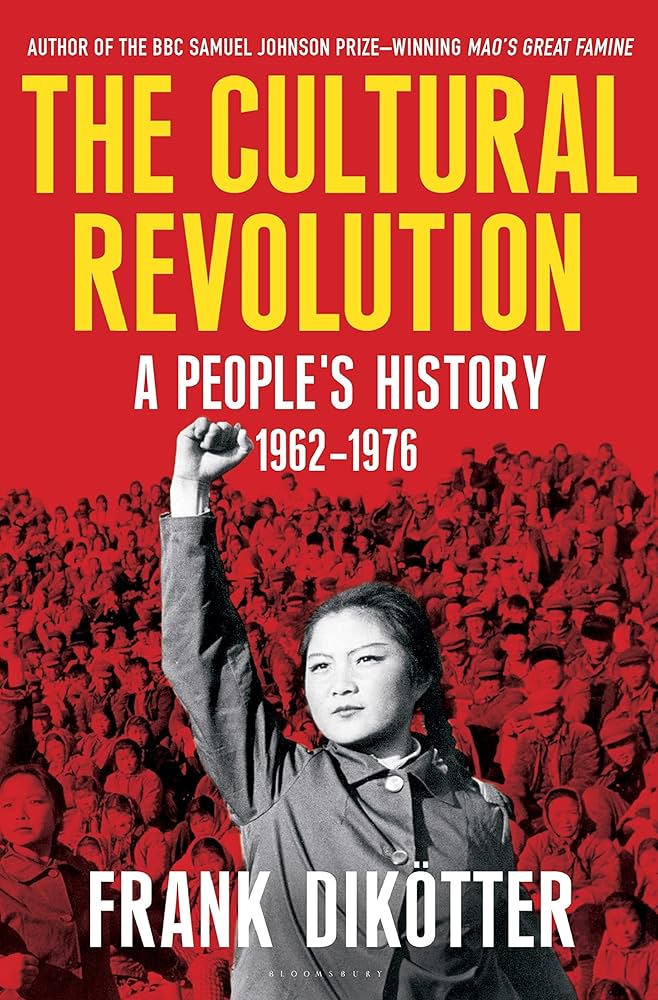 AUTHOR OF THE BBC SAMUEL JOHNSON PRIZE–WINNING MAO'S GREAT FAMINE
THE CULTURAL
REVOLUTION
A PEOPLE'S HISTORY
1962–1976
FRANK DIKÖTTER
BLOOMSBURY